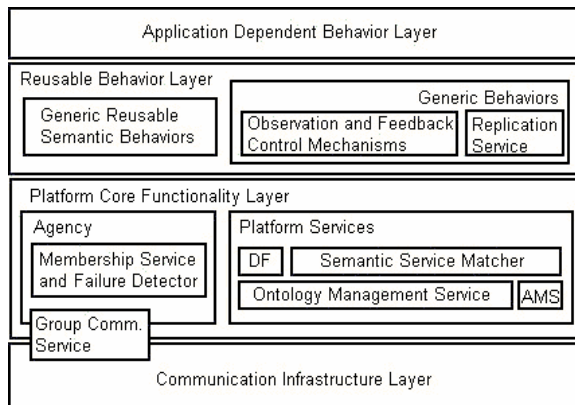 Application Dependent Behavior Layer
Reusable Behavior Layer
Generic Reusable
Semantic Behaviors
Generic Behaviors
Observation and Feedback
Control Mechanisms
Replication
Service
Platform Core Functionality Layer
Agency
Membership Service
and Failure Detector
Group Comm.
Service
Platform Services
DF
Semantic Service Matcher
Ontology Management Service
AMS
Communication Infrastructure Layer